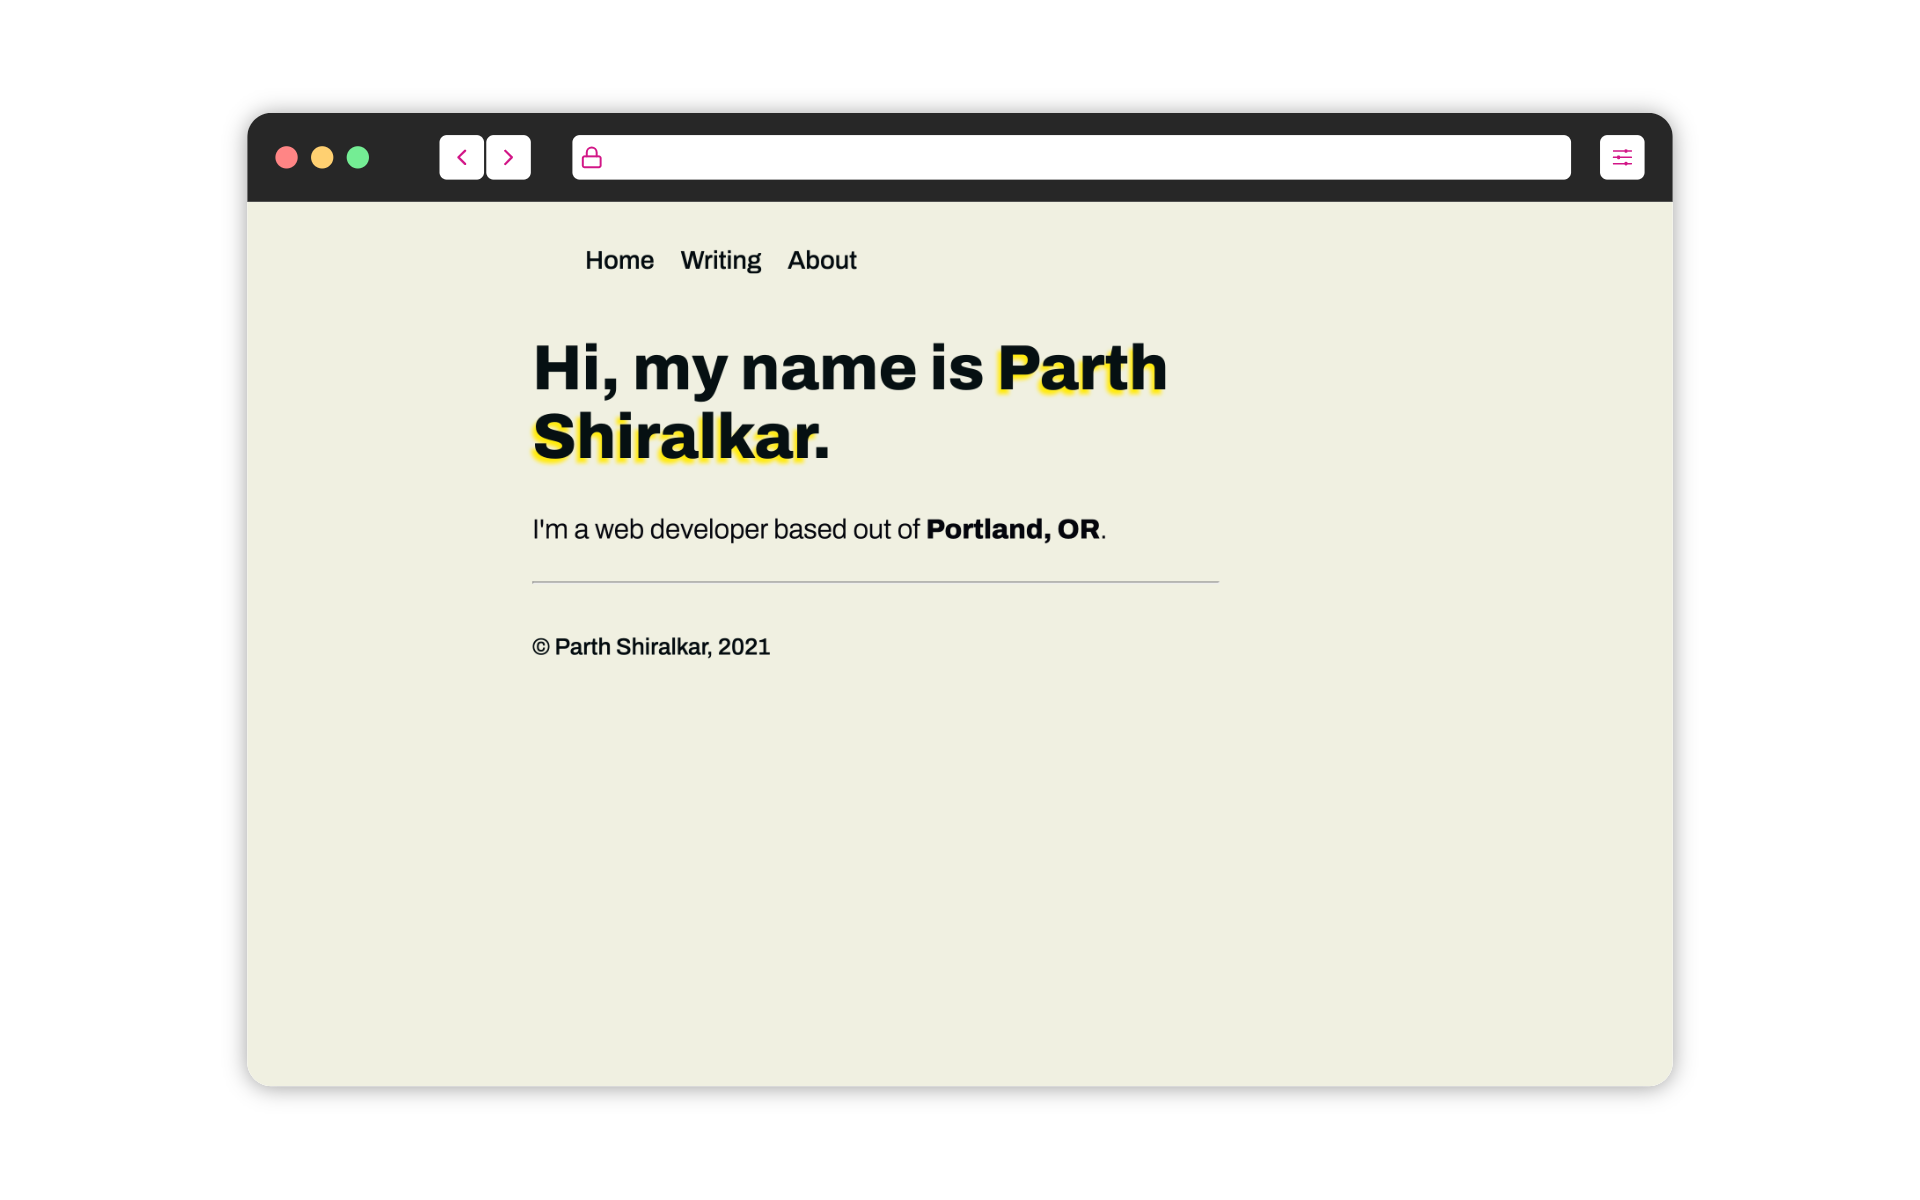 Home Writing About
Hi, my name is Parth
Shiralkar.
I'm a web developer based out of Portland, OR.
© Parth Shiralkar, 2021